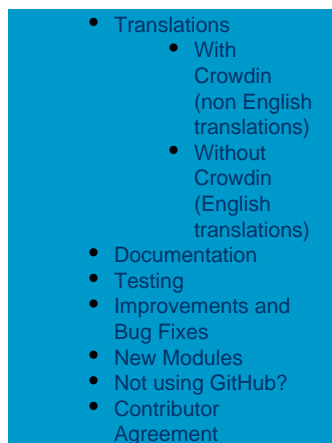 Translations
With
Crowdin
(non English
translations)
Without
Crowdin
(English
translations)
Documentation
Testing
Improvements and
Bug Fixes
New Modules
Not using GitHub?
Contributor
Agreement